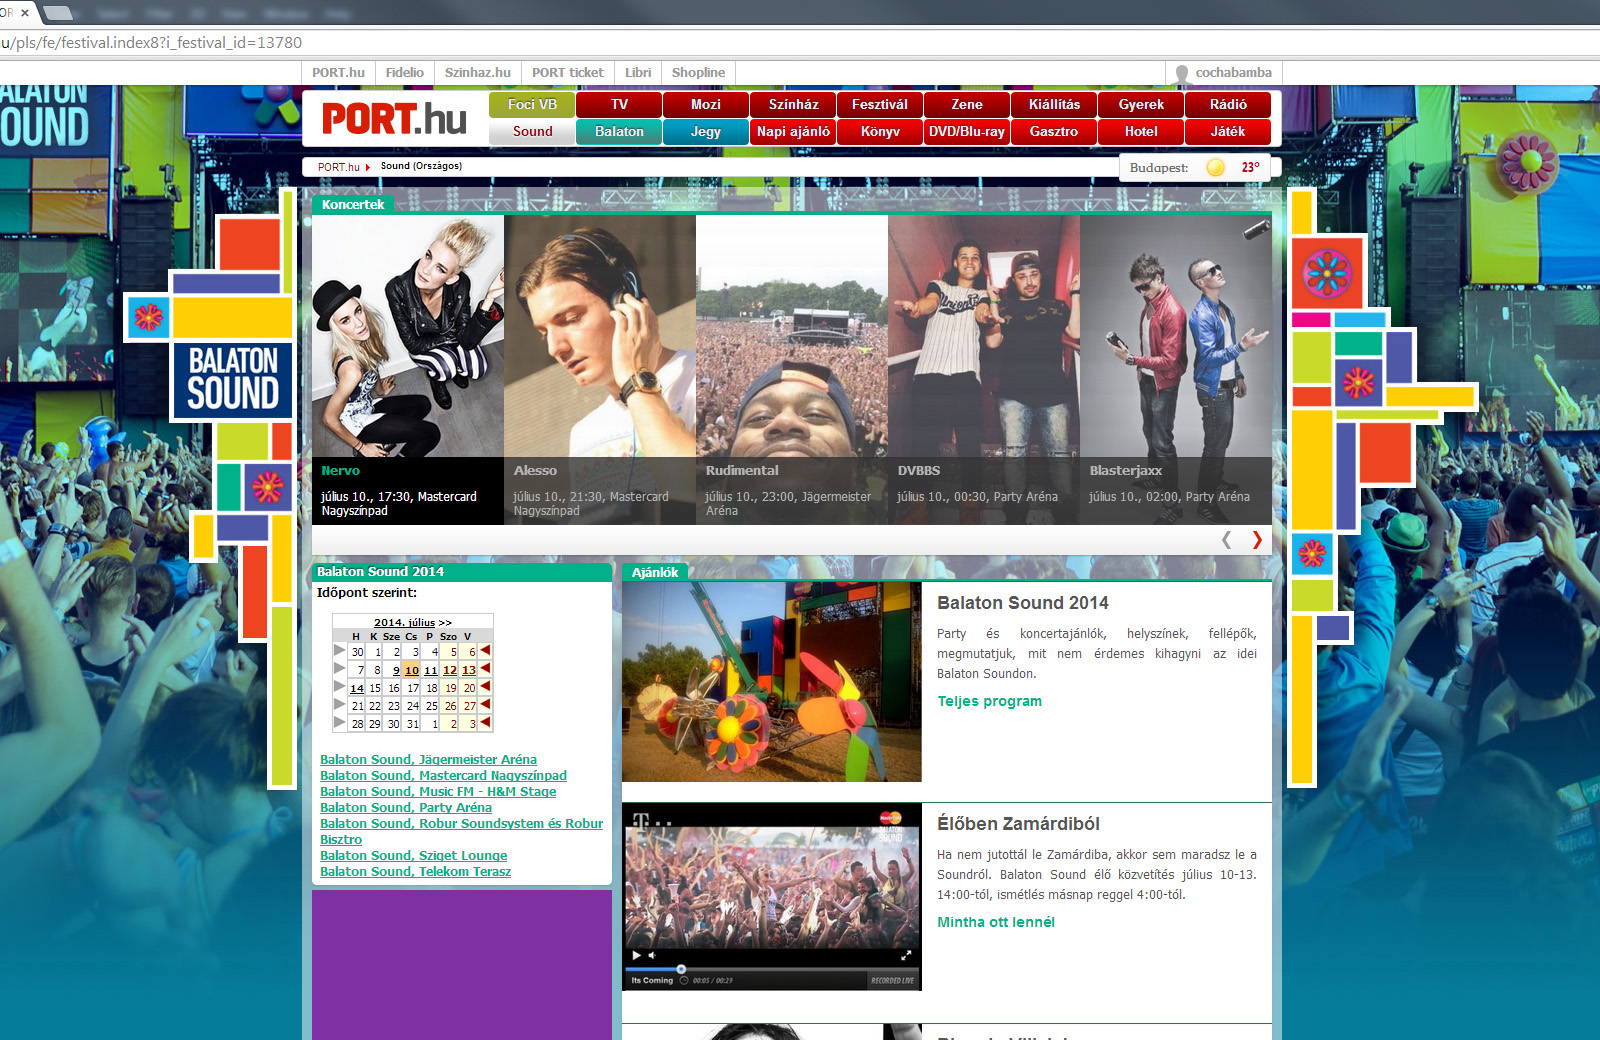 OR
u/pls/fe/festival.index8?i_festival_id=13780
PORT.hu Fidelio Szinhaz.hu PORT ticket Libri Shopline cochabamba
BALATON
SOUND
PORT.hu
Foci VB TV Mozi Színház Fesztivál Zene Kiállítás Gyerek Rádió
Sound Balaton Jegy Napi ajánló Könyv DVD/Blu-ray Gasztro Hotel Játék
PORT.hu Sound (Országos) Budapest: 23°
Koncertek
BALATON
SOUND
Nervo
július 10., 17:30, Mastercard
Nagyszínpad
Alesso
július 10., 21:30, Mastercard
Nagyszínpad
Rudimental
július 10., 23:00, Jägermeister
Aréna
DVBBS
július 10., 00:30, Party Aréna
Blasterjaxx
július 10., 02:00, Party Aréna
Balaton Sound 2014
Időpont szerint:
2014. július >>
H K Sze Cs P Szo V
30 1 2 3 4 5 6
7 8 9 10 11 12 13
14 15 16 17 18 19 20
21 22 23 24 25 26 27
28 29 30 31 1 2 3
Balaton Sound, Jägermeister Aréna
Balaton Sound, Mastercard Nagyszínpad
Balaton Sound, Music FM - H&M Stage
Balaton Sound, Party Aréna
Balaton Sound, Robur Soundsystem és Robur
Bisztro
Balaton Sound, Sziget Lounge
Balaton Sound, Telekom Terasz
Ajánlók
Balaton Sound 2014
Party és koncertajánlók, helyszínek, fellépők,
megmutatjuk, mit nem érdemes kihagyni az idei
Balaton Soundon.
Teljes program
T
MasterCard
BALATON
SOUND
Its Coming 00:05 / 00:29 RECORDED LIVE
Élőben Zamárdiból
Ha nem jutottál le Zamárdiba, akkor sem maradsz le a
Soundról. Balaton Sound élő közvetítés július 10-13.
14:00-tól, ismétlés másnap reggel 4:00-tól.
Mintha ott lennél